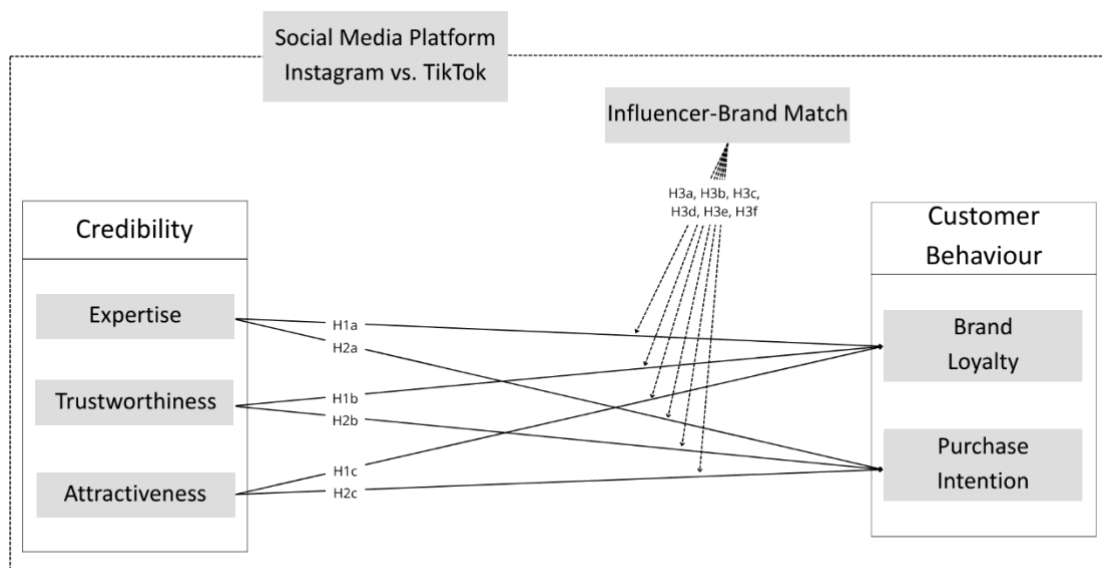 Social Media Platform
Instagram vs. TikTok
Influencer-Brand Match
H3a, H3b, H3c,
H3d, H3e, H3f
Credibility
Customer
Behaviour
Expertise
H1a
H2a
Brand
Loyalty
Trustworthiness
H1b
H2b
Attractiveness
H1c
H2c
Purchase
Intention